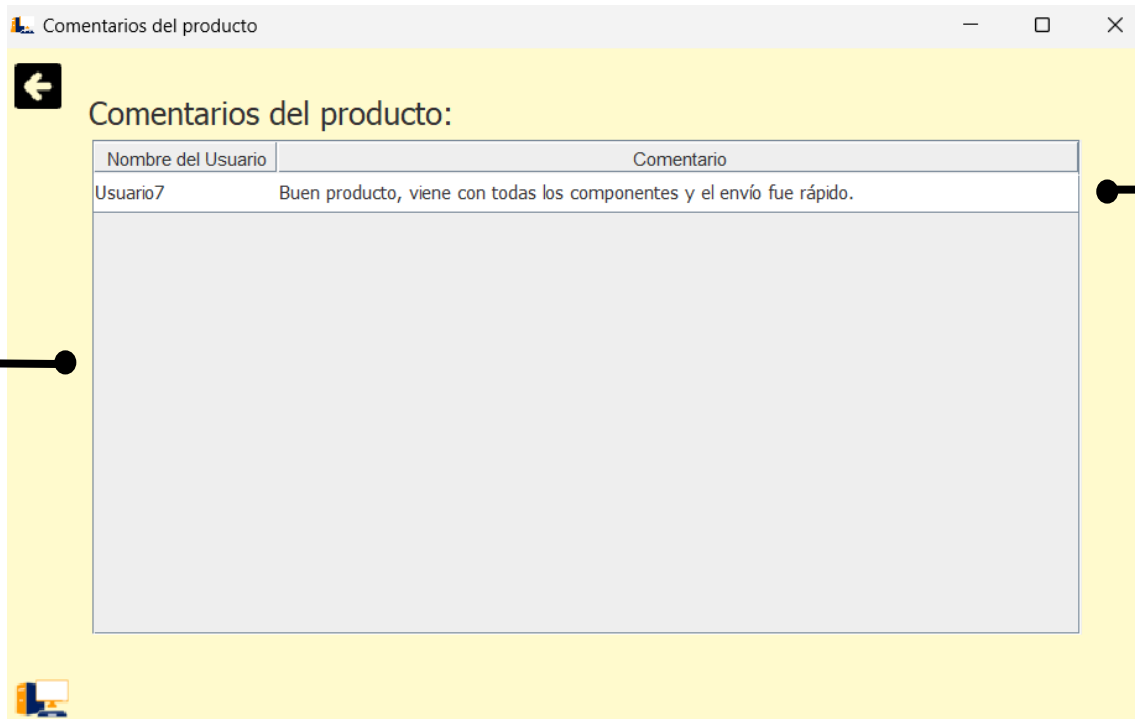 Comentarios del producto
Comentarios del producto:
Nombre del Usuario Comentario
Usuario7 Buen producto, viene con todas los componentes y el envío fue rápido.